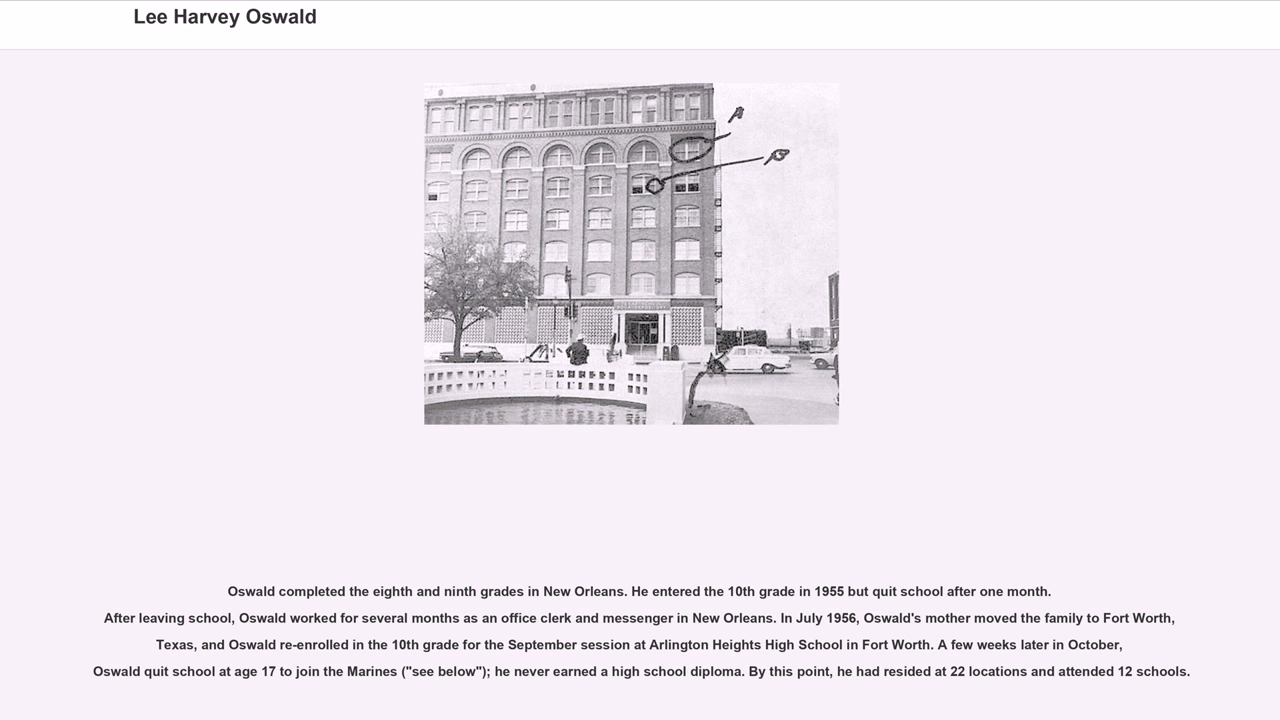 Lee Harvey Oswald
A
Oswald completed the eighth and ninth grades in New Orleans. He entered the 10th grade in 1955 but quit school after one month.
After leaving school, Oswald worked for several months as an office clerk and messenger in New Orleans. In July 1956, Oswald's mother moved the family to Fort Worth,
Texas, and Oswald re-enrolled in the 10th grade for the September session at Arlington Heights High School in Fort Worth. A few weeks later in October,
Oswald quit school at age 17 to join the Marines ("see below"); he never earned a high school diploma. By this point, he had resided at 22 locations and attended 12 schools.